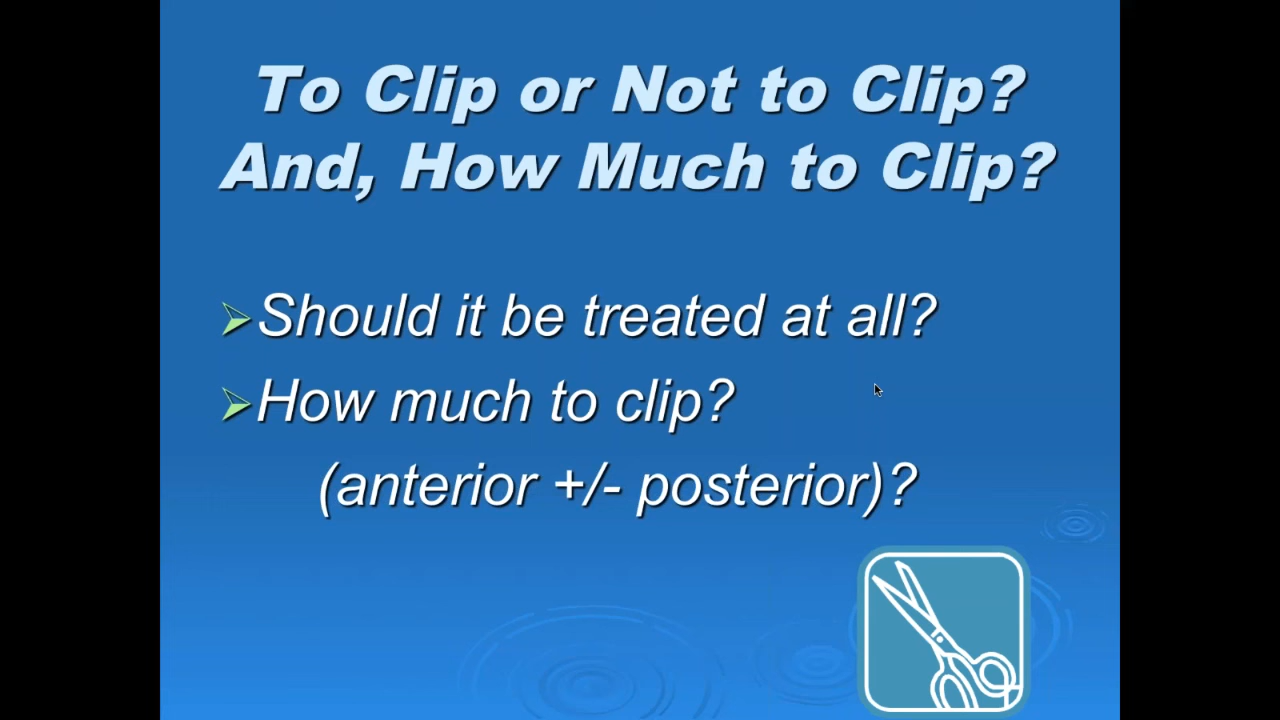 To Clip or Not to Clip?
And, How Much to Clip?
Should it be treated at all?
How much to clip?
(anterior +/- posterior)?